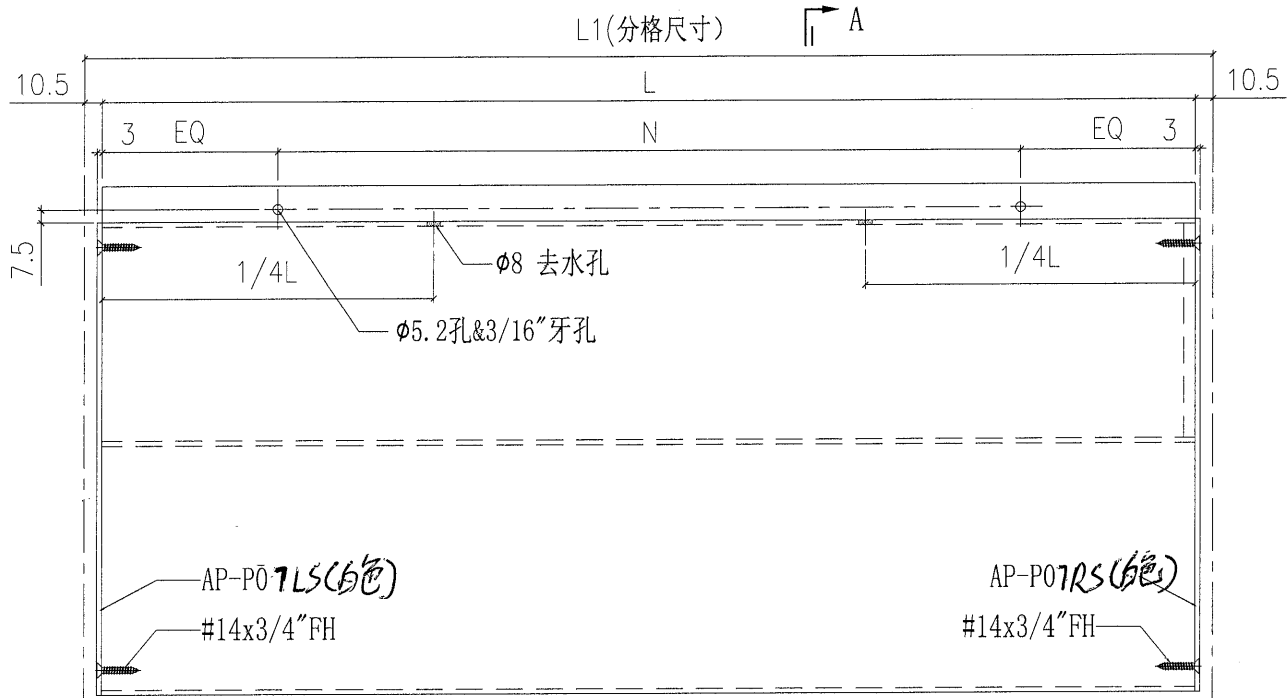 L1(分格尺寸)
A
10.5
L
10.5
3
EQ
N
EQ
3
7.5
1/4L
ϕ8 去水孔
1/4L
ϕ5.2孔&3/16"牙孔
AP-P07LS(白色)
AP-P07RS(白色)
#14x3/4"FH
#14x3/4"FH